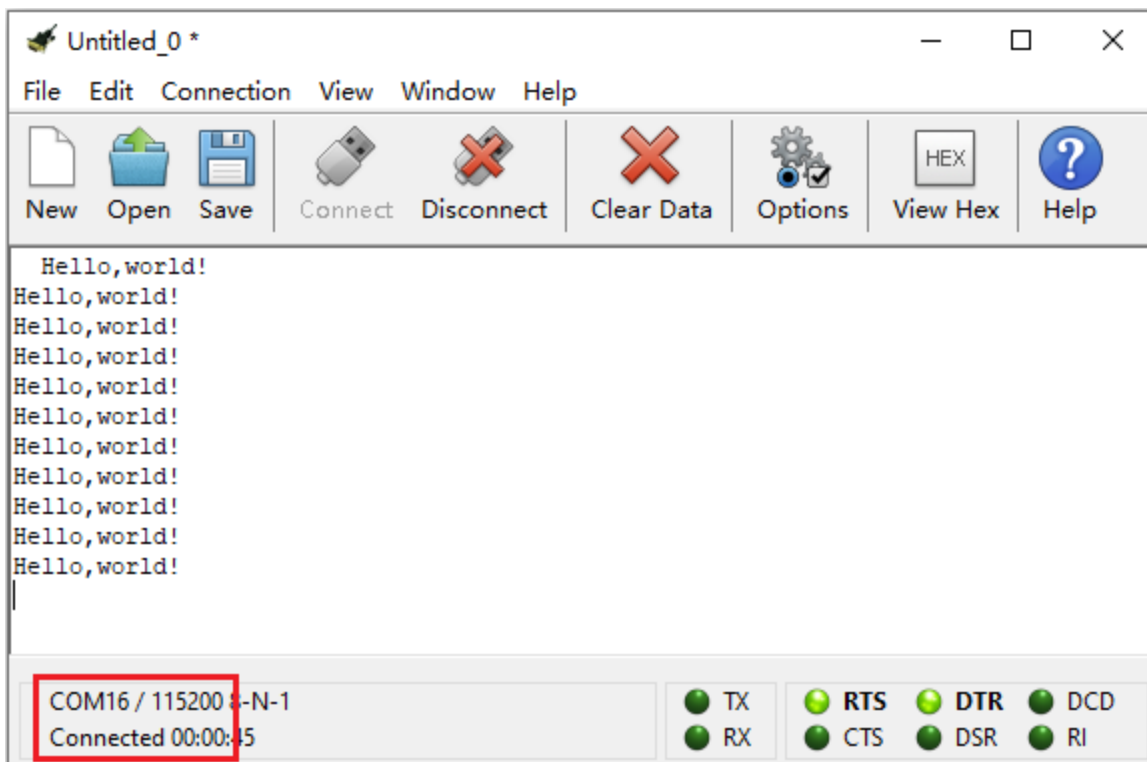 Untitled_0 *
File Edit Connection View Window Help
HEX
New Open Save Connect Disconnect Clear Data Options View Hex Help
Hello,world!
Hello,world!
Hello,world!
Hello,world!
Hello,world!
Hello,world!
Hello,world!
Hello,world!
Hello,world!
Hello,world!
Hello,world!
COM16 / 115200 8-N-1 TX RTS DTR DCD
Connected 00:00:45 RX CTS DSR RI